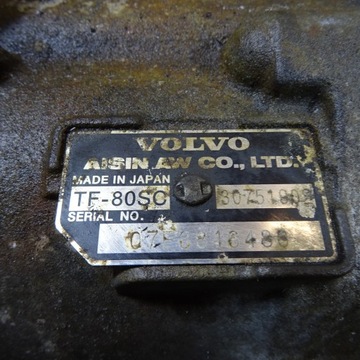 VOLVO
AISIN AW CO., LTD.
MADE IN JAPAN
TF-80SC
SERIAL NO.